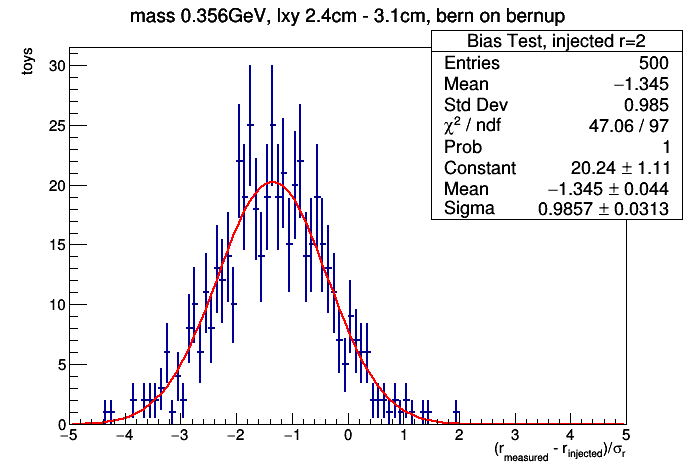 mass 0.356GeV, lxy 2.4cm - 3.1cm, bern on bernup
Bias Test, injected r=2
Entries 500
Mean −1.345
Std Dev 0.985
χ² / ndf 47.06 / 97
Prob 1
Constant 20.24 ± 1.11
Mean −1.345 ± 0.044
Sigma 0.9857 ± 0.0313
toys
30
25
20
15
10
5
0
−5 −4 −3 −2 −1 0 1 2 3 4 5
(r_measured - r_injected)/σ_r